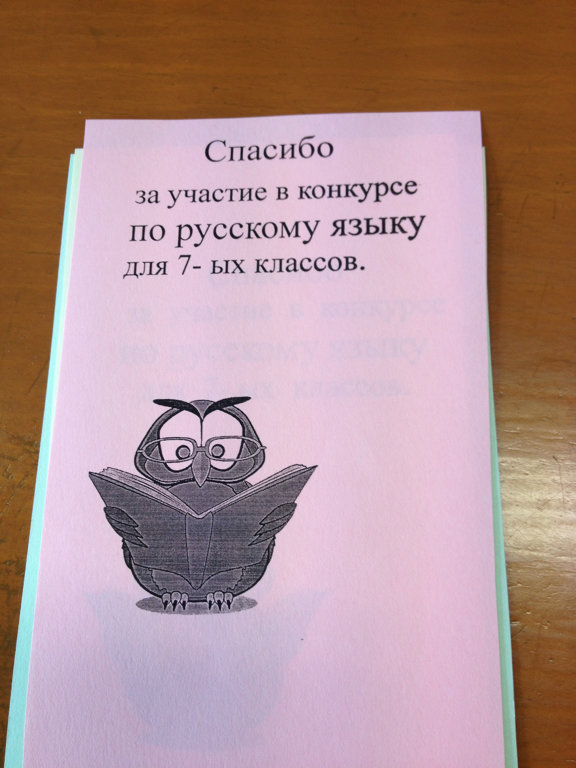 Спасибо
за участие в конкурсе
по русскому языку
для 7- ых классов.